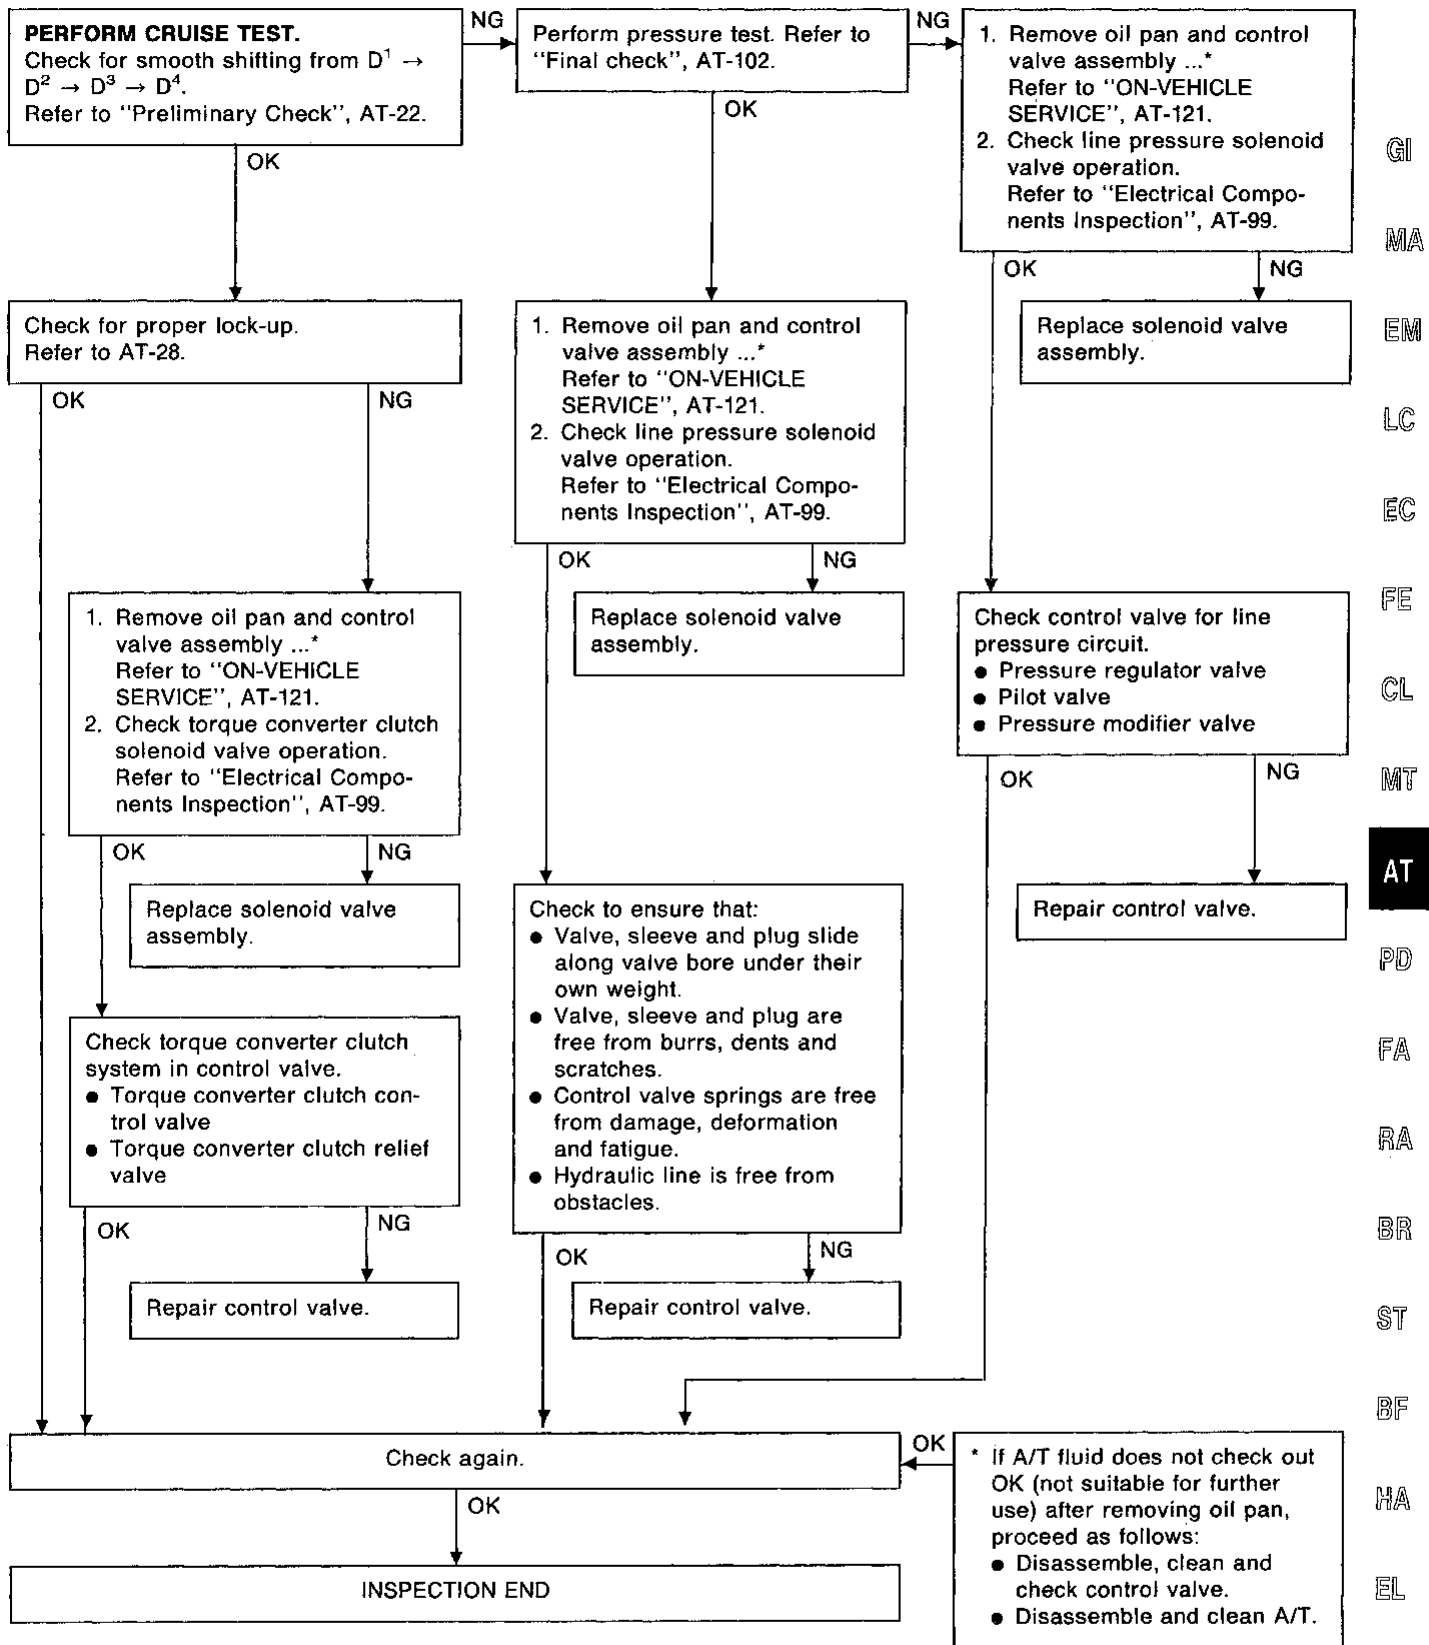 PERFORM CRUISE TEST.
Check for smooth shifting from D¹ →
D² → D³ → D⁴.
Refer to "Preliminary Check", AT-22.
NG
OK
Perform pressure test. Refer to
"Final check", AT-102.
NG
OK
1. Remove oil pan and control
valve assembly ...*
Refer to "ON-VEHICLE
SERVICE", AT-121.
2. Check line pressure solenoid
valve operation.
Refer to "Electrical Compo-
nents Inspection", AT-99.
OK
NG
Replace solenoid valve
assembly.
Check for proper lock-up.
Refer to AT-28.
OK
NG
1. Remove oil pan and control
valve assembly ...*
Refer to "ON-VEHICLE
SERVICE", AT-121.
2. Check line pressure solenoid
valve operation.
Refer to "Electrical Compo-
nents Inspection", AT-99.
OK
NG
Replace solenoid valve
assembly.
1. Remove oil pan and control
valve assembly ...*
Refer to "ON-VEHICLE
SERVICE", AT-121.
2. Check torque converter clutch
solenoid valve operation.
Refer to "Electrical Compo-
nents Inspection", AT-99.
OK
NG
Replace solenoid valve
assembly.
Check control valve for line
pressure circuit.
● Pressure regulator valve
● Pilot valve
● Pressure modifier valve
OK
NG
Repair control valve.
Check to ensure that:
● Valve, sleeve and plug slide
along valve bore under their
own weight.
● Valve, sleeve and plug are
free from burrs, dents and
scratches.
● Control valve springs are free
from damage, deformation
and fatigue.
● Hydraulic line is free from
obstacles.
OK
NG
Repair control valve.
Check torque converter clutch
system in control valve.
● Torque converter clutch con-
trol valve
● Torque converter clutch relief
valve
OK
NG
Repair control valve.
Check again.
OK
OK
INSPECTION END
* If A/T fluid does not check out
OK (not suitable for further
use) after removing oil pan,
proceed as follows:
● Disassemble, clean and
check control valve.
● Disassemble and clean A/T.
GI
MA
EM
LC
EC
FE
CL
MT
AT
PD
FA
RA
BR
ST
BF
HA
EL